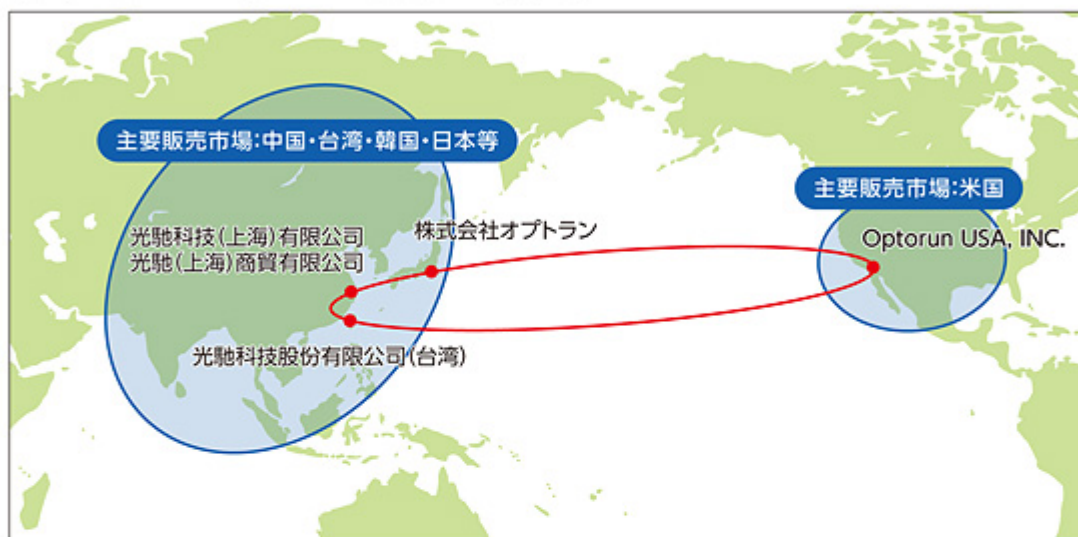 主要販売市場:中国・台湾・韓国・日本等
主要販売市場:米国
光馳科技(上海)有限公司
光馳(上海)商貿有限公司
株式会社オプトラン
Optorun USA, INC.
光馳科技股份有限公司(台湾)